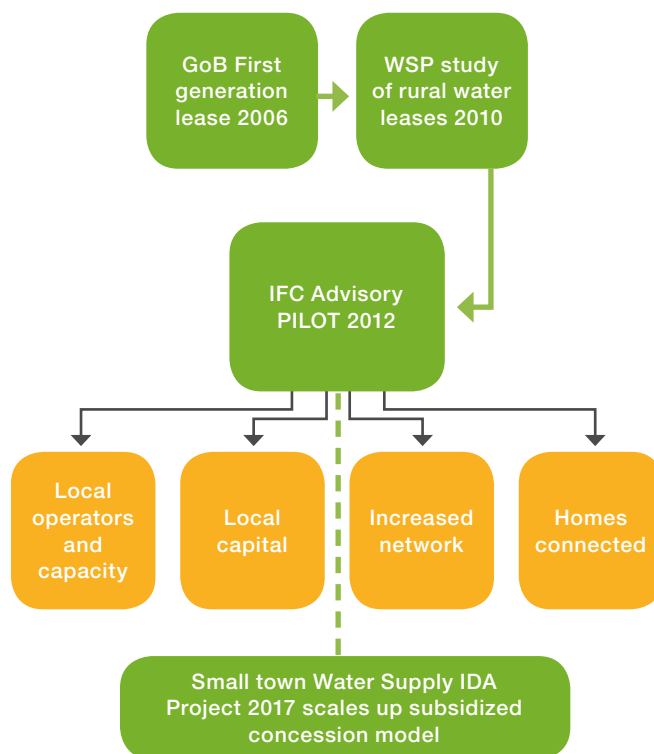 GoB First
generation
lease 2006
WSP study
of rural water
leases 2010
IFC Advisory
PILOT 2012
Local
operators
and
capacity
Local
capital
Increased
network
Homes
connected
Small town Water Supply IDA
Project 2017 scales up subsidized
concession model